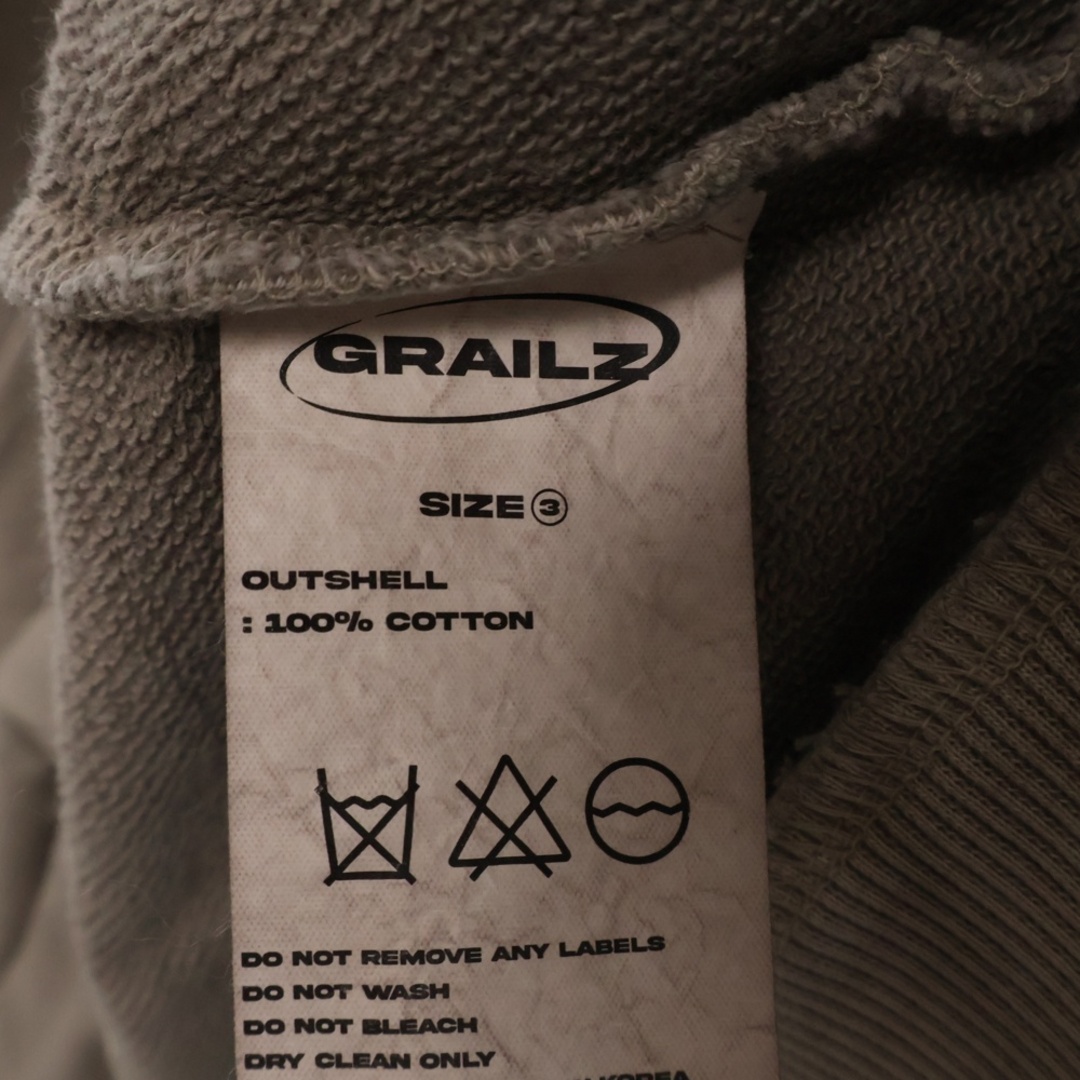 GRAILZ
SIZE ③
OUTSHELL
: 100% COTTON
DO NOT REMOVE ANY LABELS
DO NOT WASH
DO NOT BLEACH
DRY CLEAN ONLY
KOREA